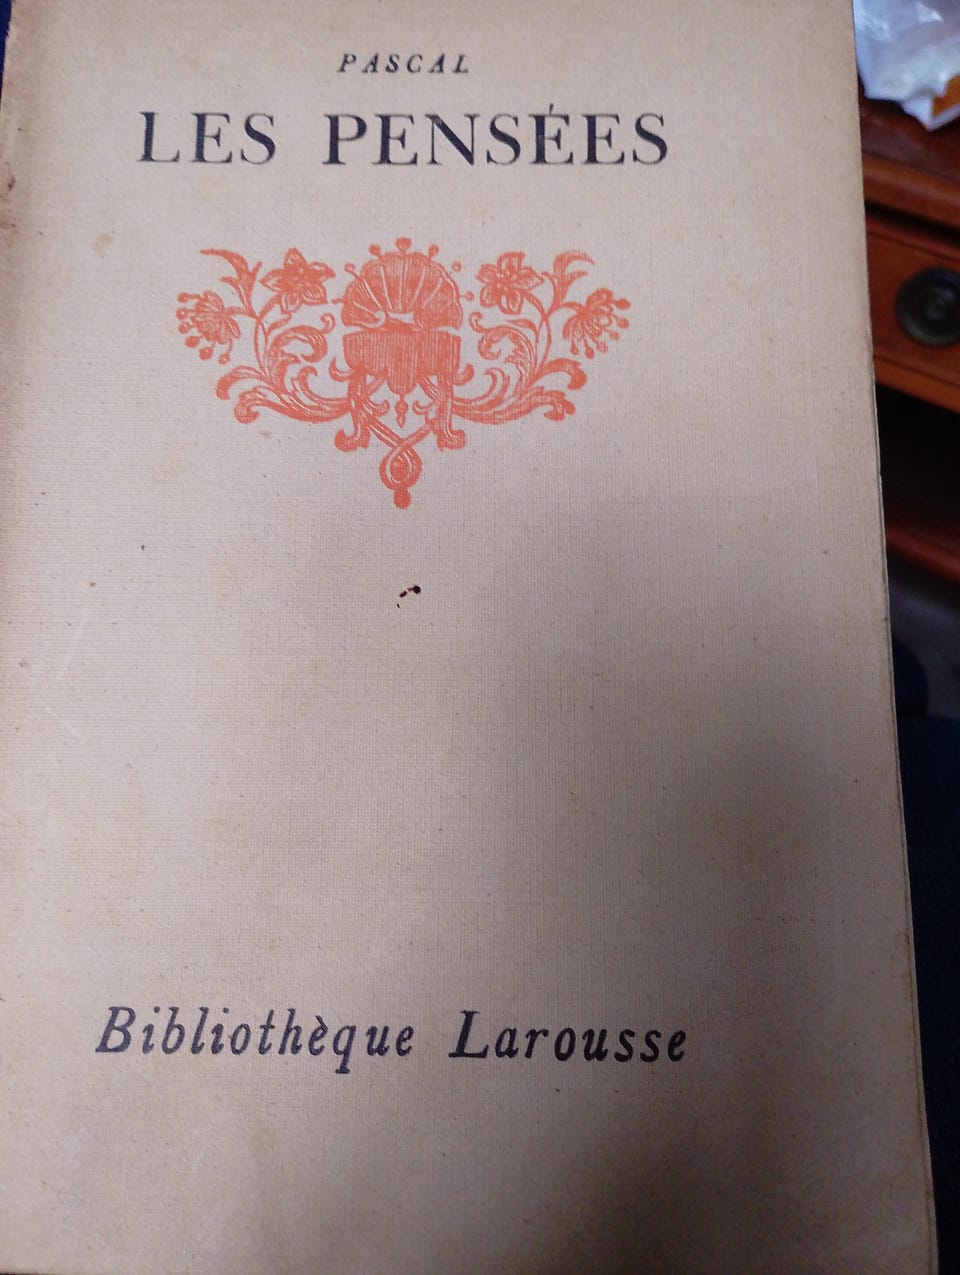 PASCAL
LES PENSÉES
Bibliothèque Larousse